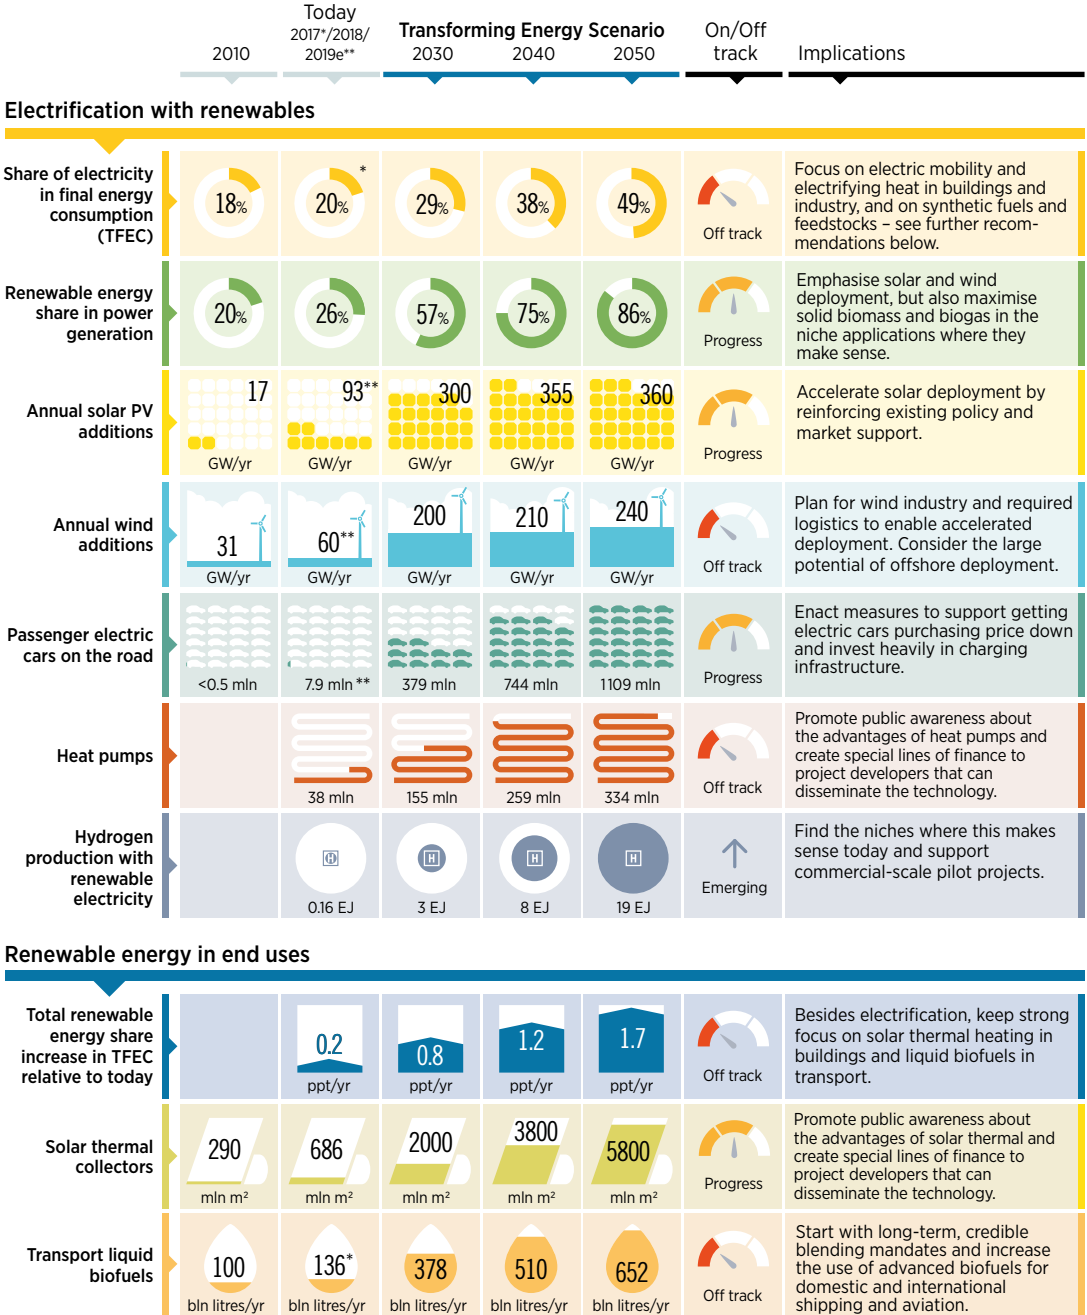 Today
2017*/2018/
2019e**
Transforming Energy Scenario
On/Off
track
2010
2030
2040
2050
Implications
Electrification with renewables
Share of electricity
in final energy
consumption
(TFEC)
18%
20%
*
29%
38%
49%
Off track
Focus on electric mobility and
electrifying heat in buildings and
industry, and on synthetic fuels and
feedstocks – see further recom-
mendations below.
Renewable energy
share in power
generation
20%
26%
57%
75%
86%
Progress
Emphasise solar and wind
deployment, but also maximise
solid biomass and biogas in the
niche applications where they
make sense.
Annual solar PV
additions
17
GW/yr
93**
GW/yr
300
GW/yr
355
GW/yr
360
GW/yr
Progress
Accelerate solar deployment by
reinforcing existing policy and
market support.
Annual wind
additions
31
GW/yr
60**
GW/yr
200
GW/yr
210
GW/yr
240
GW/yr
Off track
Plan for wind industry and required
logistics to enable accelerated
deployment. Consider the large
potential of offshore deployment.
Passenger electric
cars on the road
<0.5 mln
7.9 mln **
379 mln
744 mln
1109 mln
Progress
Enact measures to support getting
electric cars purchasing price down
and invest heavily in charging
infrastructure.
Heat pumps
38 mln
155 mln
259 mln
334 mln
Off track
Promote public awareness about
the advantages of heat pumps and
create special lines of finance to
project developers that can
disseminate the technology.
Hydrogen
production with
renewable
electricity
H
0.16 EJ
H
3 EJ
H
8 EJ
H
19 EJ
Emerging
Find the niches where this makes
sense today and support
commercial-scale pilot projects.
Renewable energy in end uses
Total renewable
energy share
increase in TFEC
relative to today
0.2
ppt/yr
0.8
ppt/yr
1.2
ppt/yr
1.7
ppt/yr
Off track
Besides electrification, keep strong
focus on solar thermal heating in
buildings and liquid biofuels in
transport.
Solar thermal
collectors
290
mln m²
686
mln m²
2000
mln m²
3800
mln m²
5800
mln m²
Progress
Promote public awareness about
the advantages of solar thermal and
create special lines of finance to
project developers that can
disseminate the technology.
Transport liquid
biofuels
100
bln litres/yr
136*
bln litres/yr
378
bln litres/yr
510
bln litres/yr
652
bln litres/yr
Off track
Start with long-term, credible
blending mandates and increase
the use of advanced biofuels for
domestic and international
shipping and aviation.